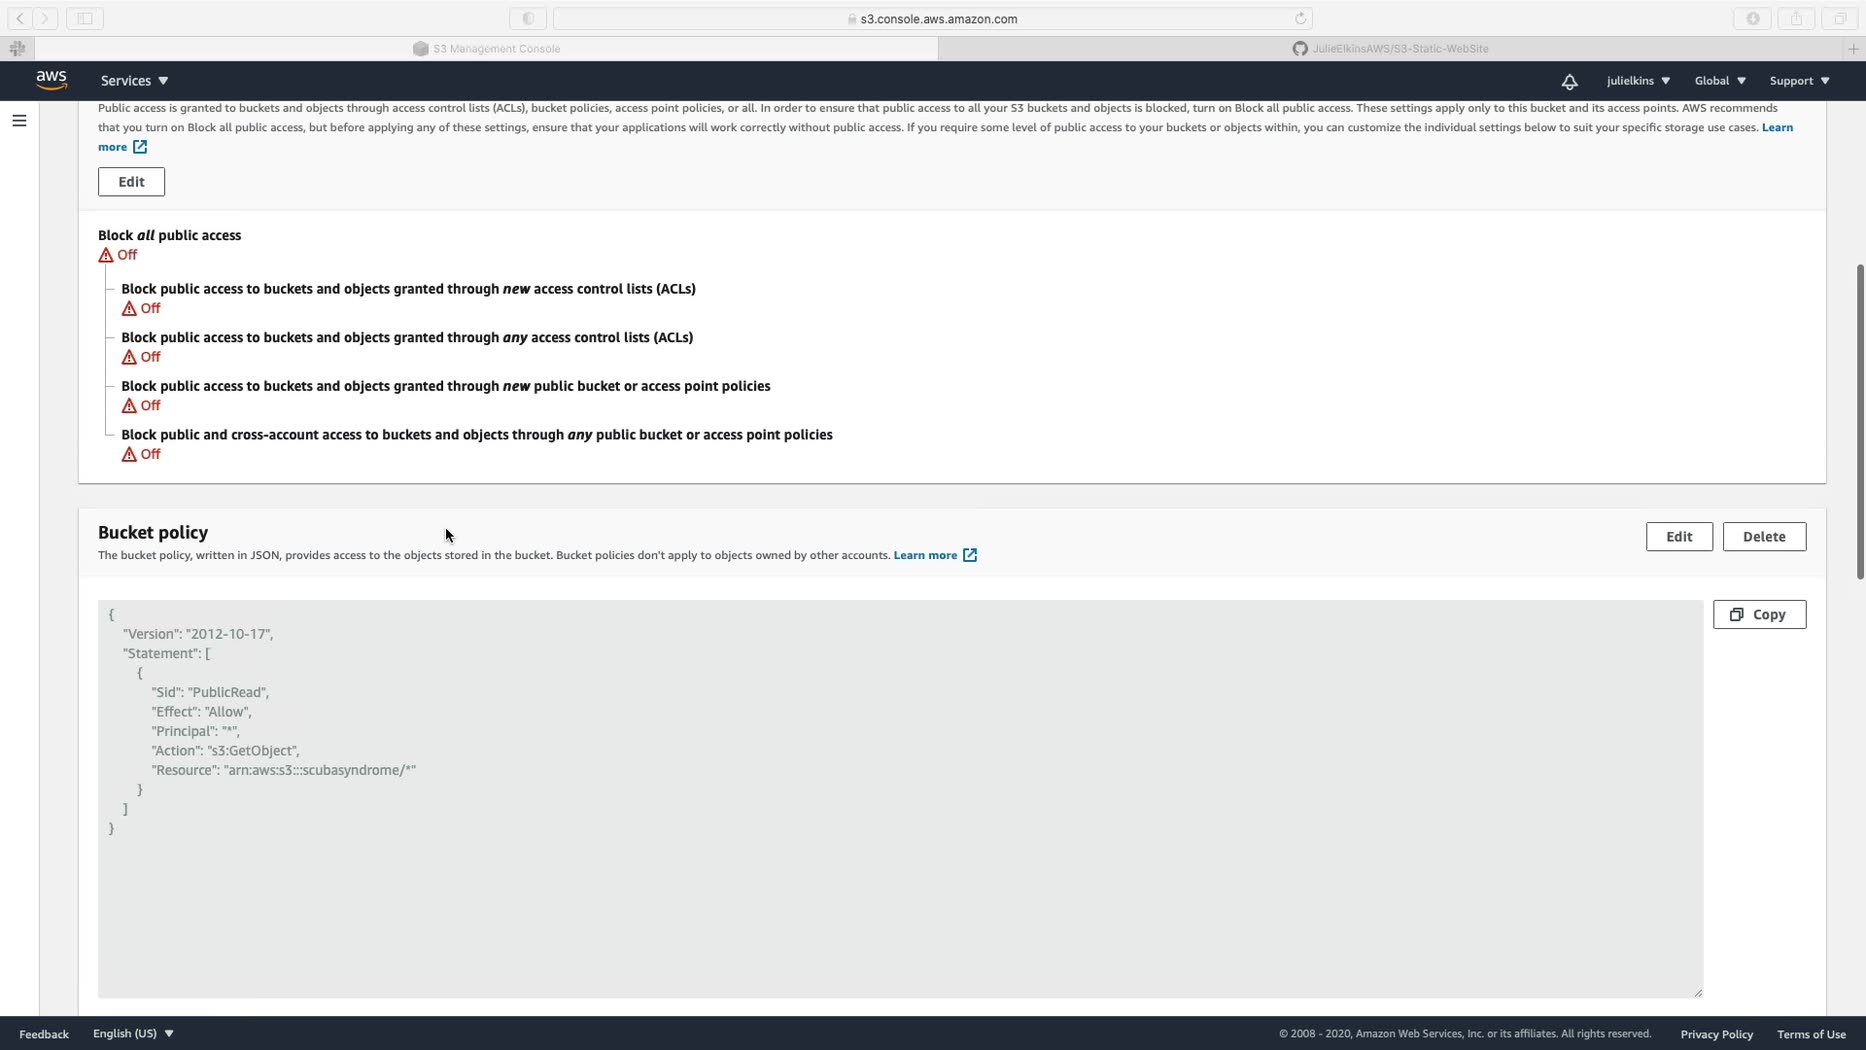 s3.console.aws.amazon.com
S3 Management Console
JulieElkinsAWS/S3-Static-WebSite
aws
Services
julielkins
Global
Support
Public access is granted to buckets and objects through access control lists (ACLs), bucket policies, access point policies, or all. In order to ensure that public access to all your S3 buckets and objects is blocked, turn on Block all public access. These settings apply only to this bucket and its access points. AWS recommends
that you turn on Block all public access, but before applying any of these settings, ensure that your applications will work correctly without public access. If you require some level of public access to your buckets or objects within, you can customize the individual settings below to suit your specific storage use cases. Learn
more
Edit
Block all public access
Off
Block public access to buckets and objects granted through new access control lists (ACLs)
Off
Block public access to buckets and objects granted through any access control lists (ACLs)
Off
Block public access to buckets and objects granted through new public bucket or access point policies
Off
Block public and cross-account access to buckets and objects through any public bucket or access point policies
Off
Bucket policy
Edit
Delete
The bucket policy, written in JSON, provides access to the objects stored in the bucket. Bucket policies don't apply to objects owned by other accounts. Learn more
Copy
{
"Version": "2012-10-17",
"Statement": [
{
"Sid": "PublicRead",
"Effect": "Allow",
"Principal": "*",
"Action": "s3:GetObject",
"Resource": "arn:aws:s3:::scubasyndrome/*"
}
]
}
Feedback
English (US)
© 2008 - 2020, Amazon Web Services, Inc. or its affiliates. All rights reserved.
Privacy Policy
Terms of Use